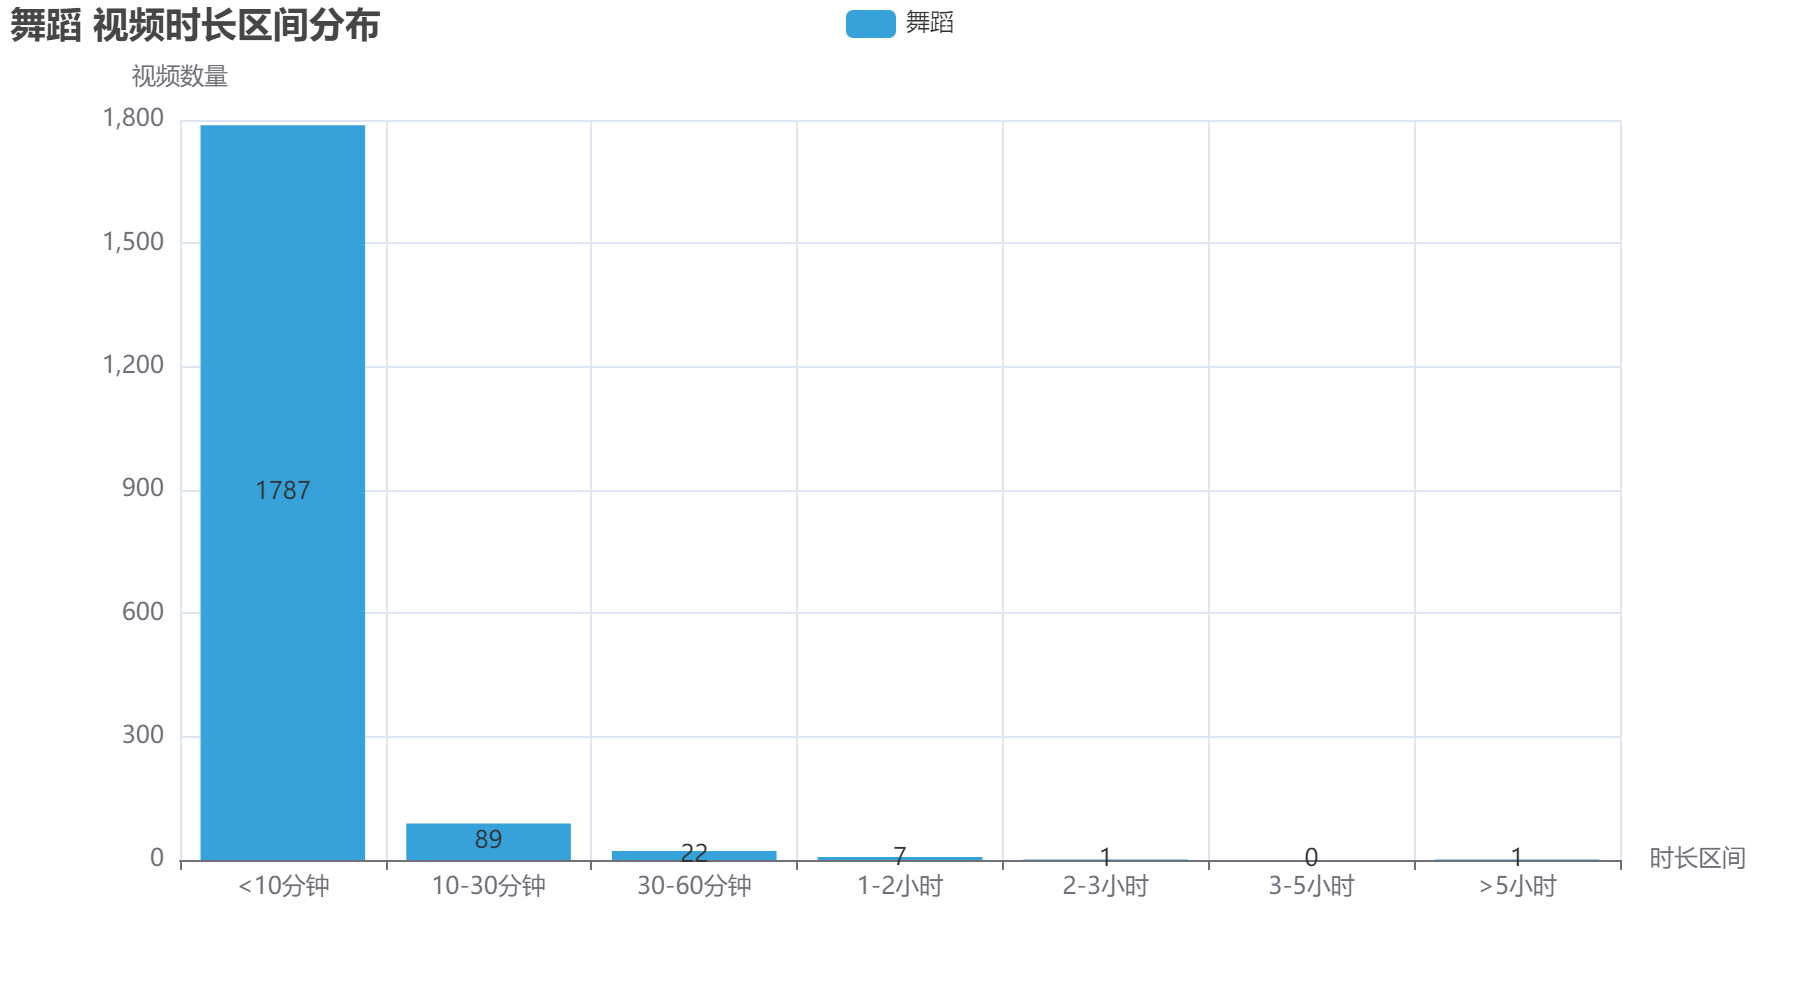 舞蹈 视频时长区间分布
舞蹈
视频数量
1,800
1,500
1,200
900
600
300
0
1787
89
22
7
1
0
1
<10分钟
10-30分钟
30-60分钟
1-2小时
2-3小时
3-5小时
>5小时
时长区间